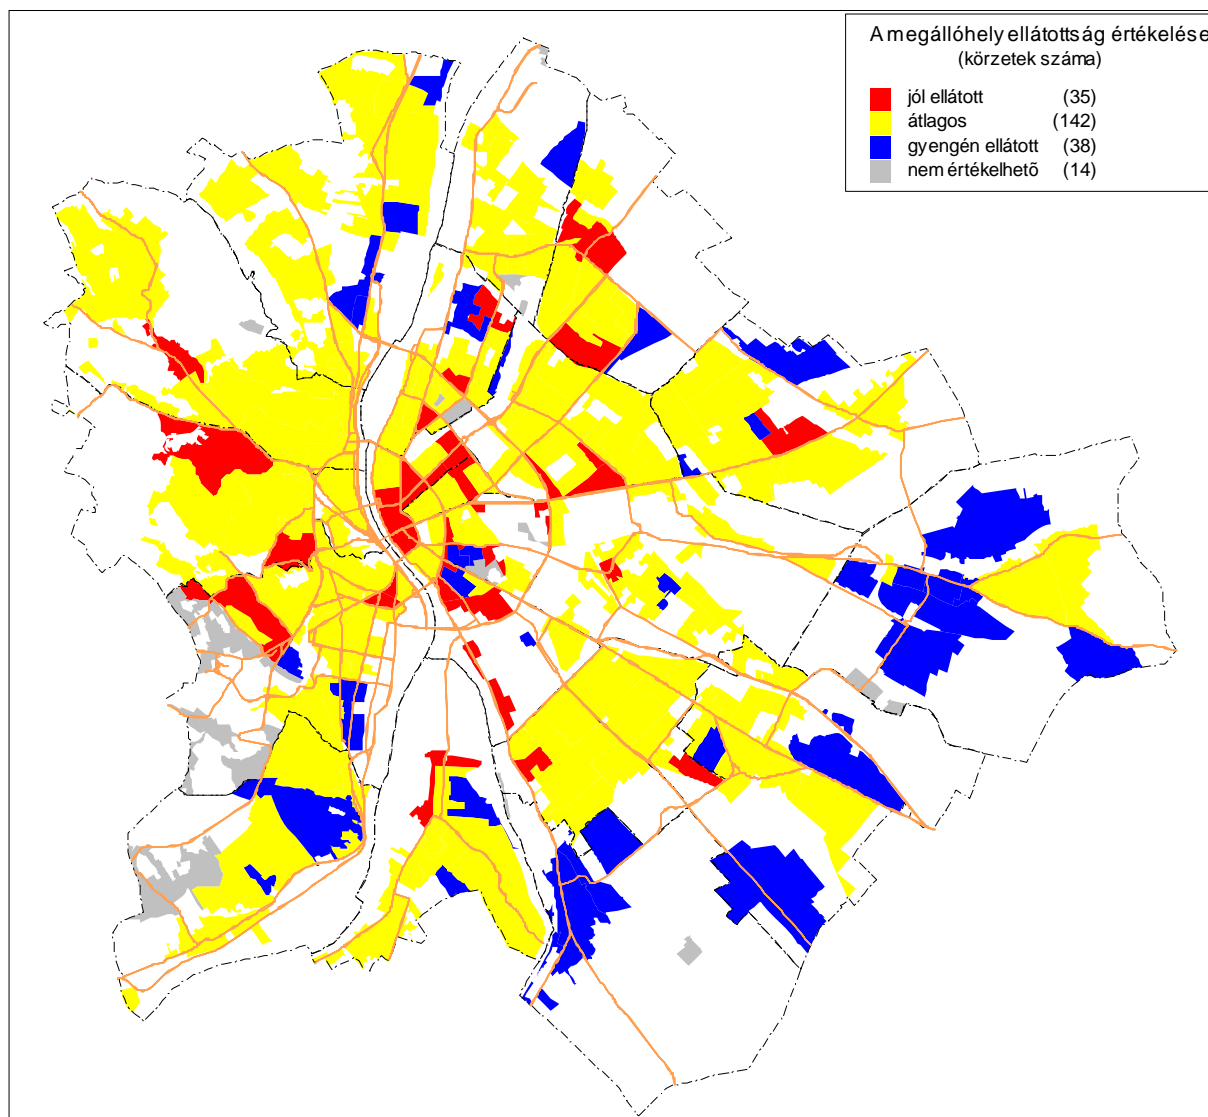 A megállóhely ellátottság értékelése
(körzetek száma)
jól ellátott (35)
átlagos (142)
gyengén ellátott (38)
nem értékelhetõ (14)